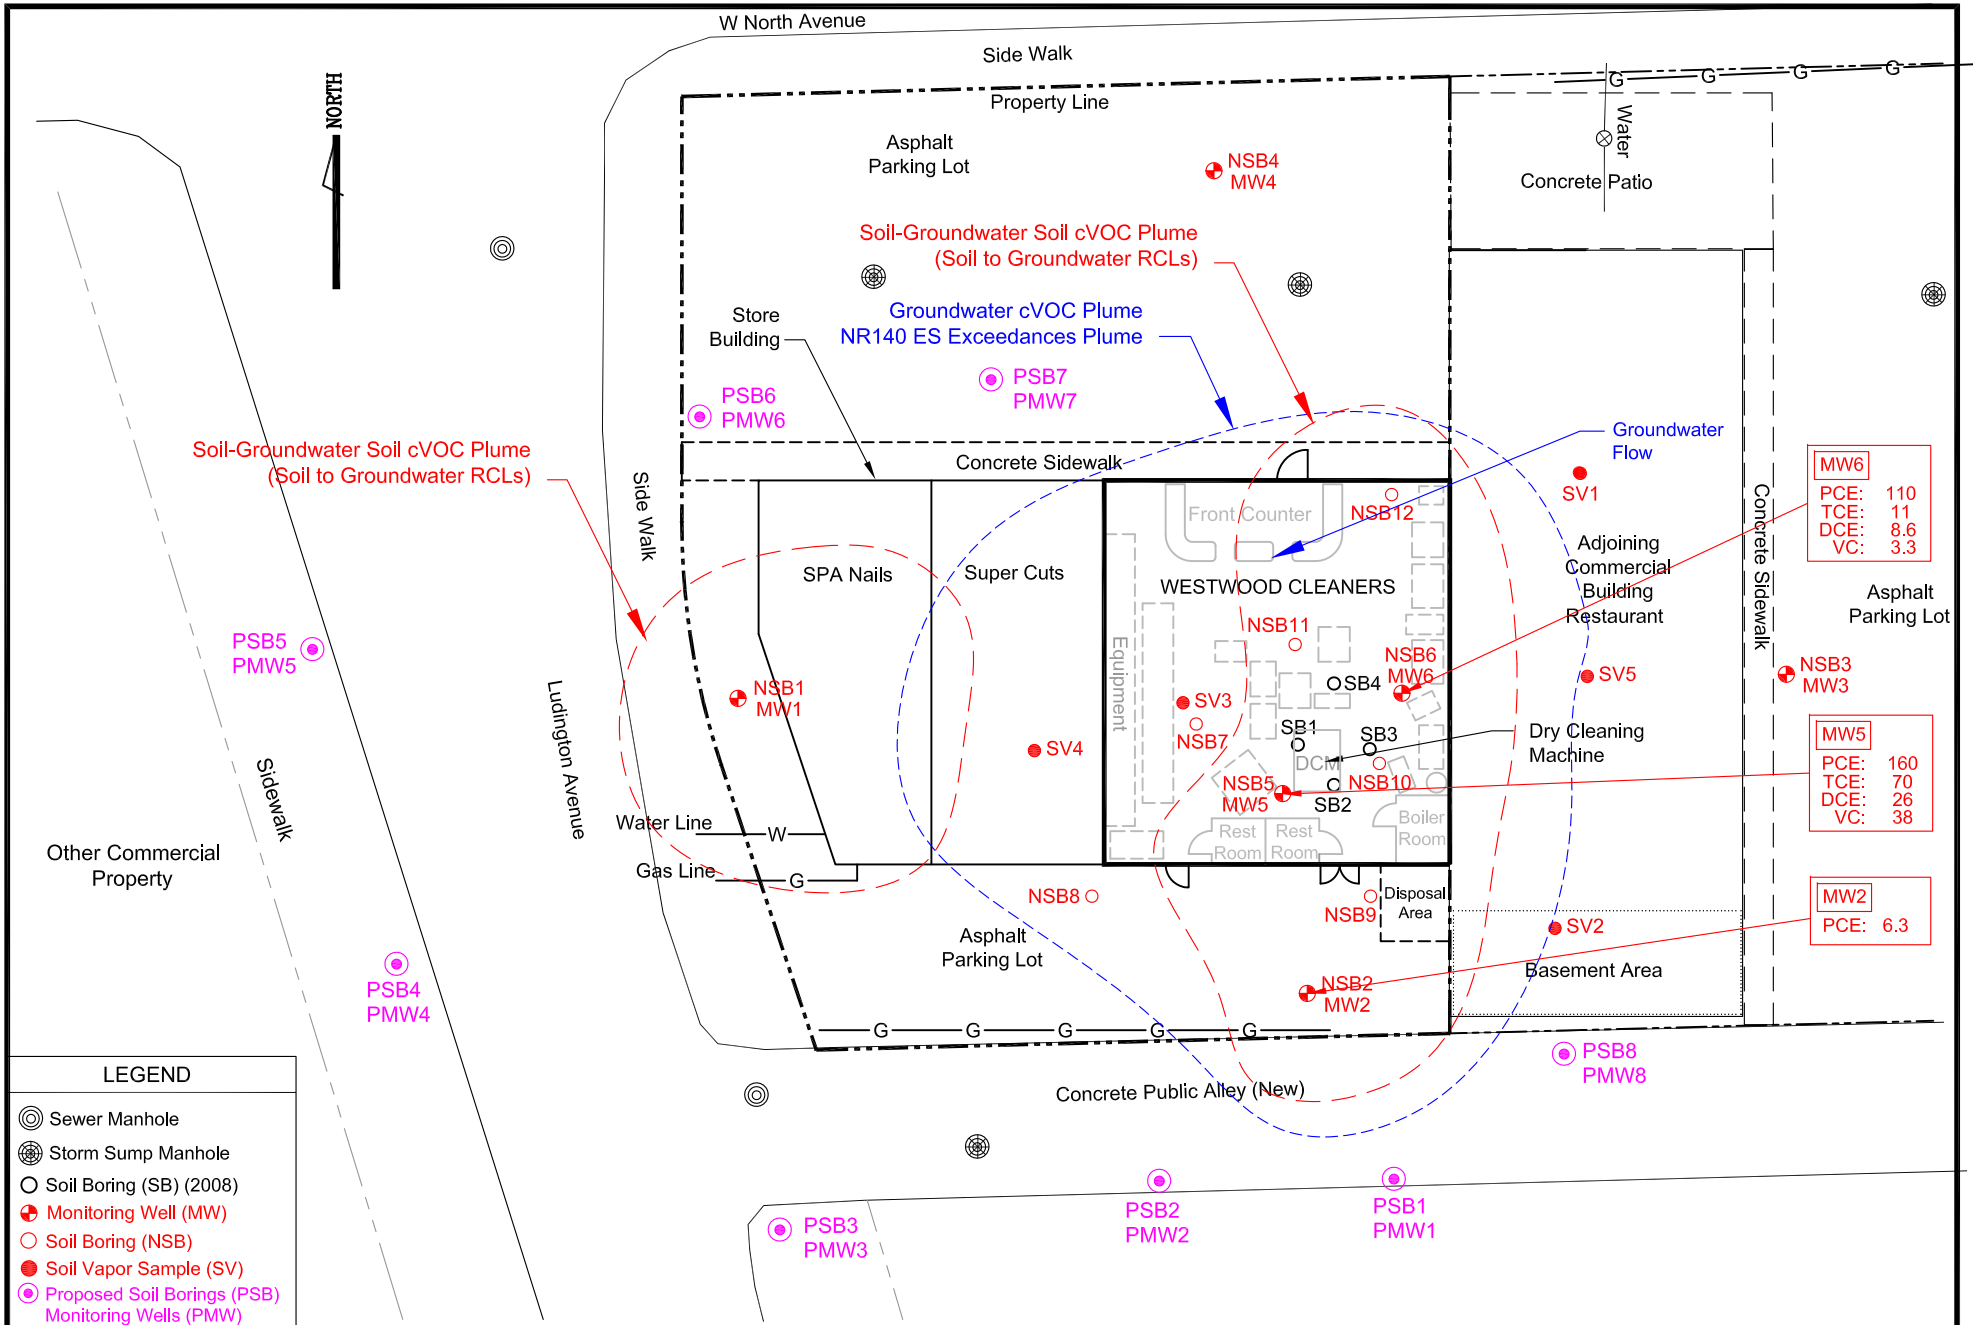 W North Avenue
Side Walk
Property Line
NORTH
Asphalt
Parking Lot
NSB4
MW4
G G G G
Water
Concrete Patio
Soil-Groundwater Soil cVOC Plume
(Soil to Groundwater RCLs)
Groundwater cVOC Plume
NR140 ES Exceedances Plume
Store
Building
PSB7
PMW7
PSB6
PMW6
Soil-Groundwater Soil cVOC Plume
(Soil to Groundwater RCLs)
Concrete Sidewalk
Groundwater
Flow
Side Walk
SV1
Concrete Sidewalk
MW6
PCE: 110
TCE: 11
DCE: 8.6
VC: 3.3
Front Counter
NSB12
SPA Nails
Super Cuts
WESTWOOD CLEANERS
Adjoining
Commercial
Building
Restaurant
Asphalt
Parking Lot
NSB11
Equipment
PSB5
PMW5
NSB6
MW6
SB4
SV5
NSB3
MW3
NSB1
MW1
SV3
NSB7
SV4
SB1
SB3
DCM
NSB10
SB2
NSB5
MW5
Dry Cleaning
Machine
MW5
PCE: 160
TCE: 70
DCE: 26
VC: 38
Ludington Avenue
Sidewalk
Water Line
W
Gas Line
G
Rest
Room
Rest
Room
Boiler
Room
Other Commercial
Property
NSB8
NSB9
Disposal
Area
MW2
PCE: 6.3
SV2
Asphalt
Parking Lot
Basement Area
NSB2
MW2
PSB4
PMW4
G G G G G
PSB8
PMW8
Concrete Public Alley (New)
PSB3
PMW3
PSB2
PMW2
PSB1
PMW1
LEGEND
Sewer Manhole
Storm Sump Manhole
Soil Boring (SB) (2008)
Monitoring Well (MW)
Soil Boring (NSB)
Soil Vapor Sample (SV)
Proposed Soil Borings (PSB)
Monitoring Wells (PMW)